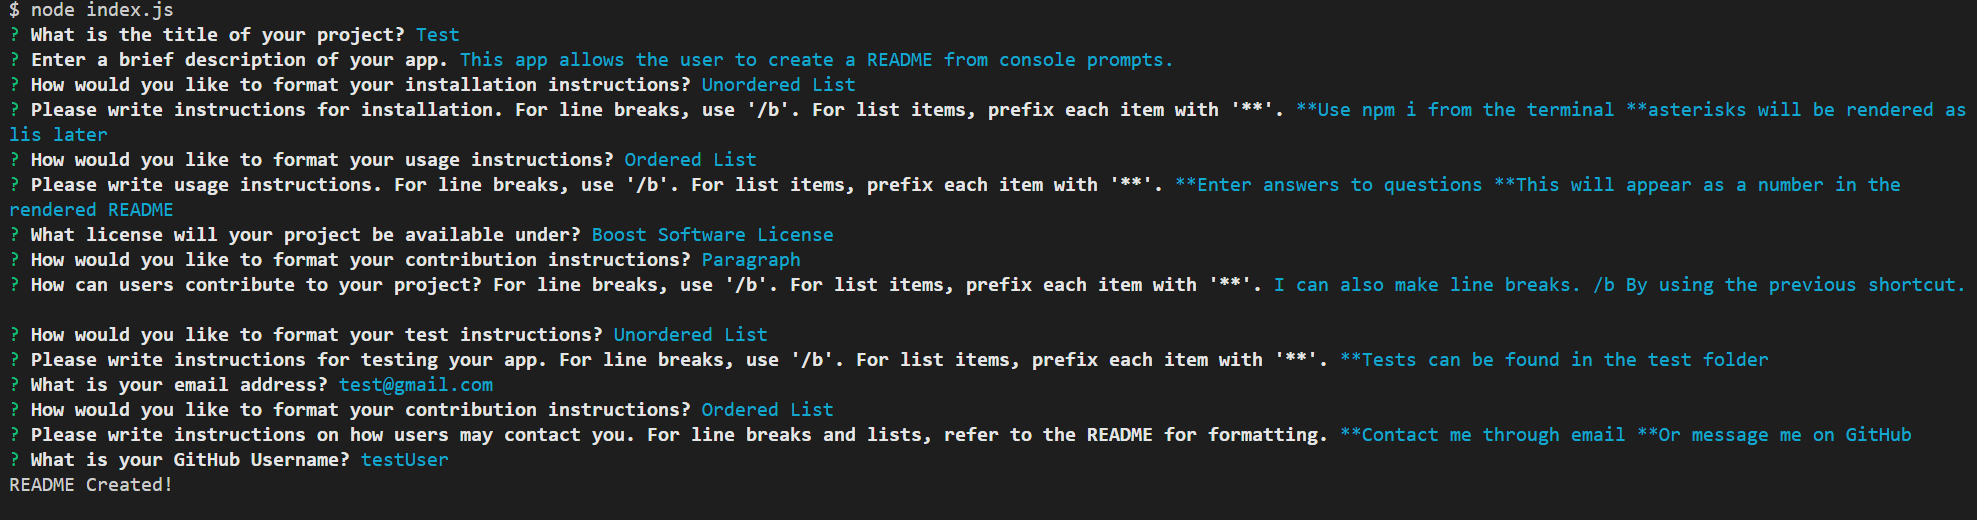 $ node index.js
? What is the title of your project? Test
? Enter a brief description of your app. This app allows the user to create a README from console prompts.
? How would you like to format your installation instructions? Unordered List
? Please write instructions for installation. For line breaks, use '/b'. For list items, prefix each item with '**'. **Use npm i from the terminal **asterisks will be rendered as
lis later
? How would you like to format your usage instructions? Ordered List
? Please write usage instructions. For line breaks, use '/b'. For list items, prefix each item with '**'. **Enter answers to questions **This will appear as a number in the
rendered README
? What license will your project be available under? Boost Software License
? How would you like to format your contribution instructions? Paragraph
? How can users contribute to your project? For line breaks, use '/b'. For list items, prefix each item with '**'. I can also make line breaks. /b By using the previous shortcut.
? How would you like to format your test instructions? Unordered List
? Please write instructions for testing your app. For line breaks, use '/b'. For list items, prefix each item with '**'. **Tests can be found in the test folder
? What is your email address? test@gmail.com
? How would you like to format your contribution instructions? Ordered List
? Please write instructions on how users may contact you. For line breaks and lists, refer to the README for formatting. **Contact me through email **Or message me on GitHub
? What is your GitHub Username? testUser
README Created!